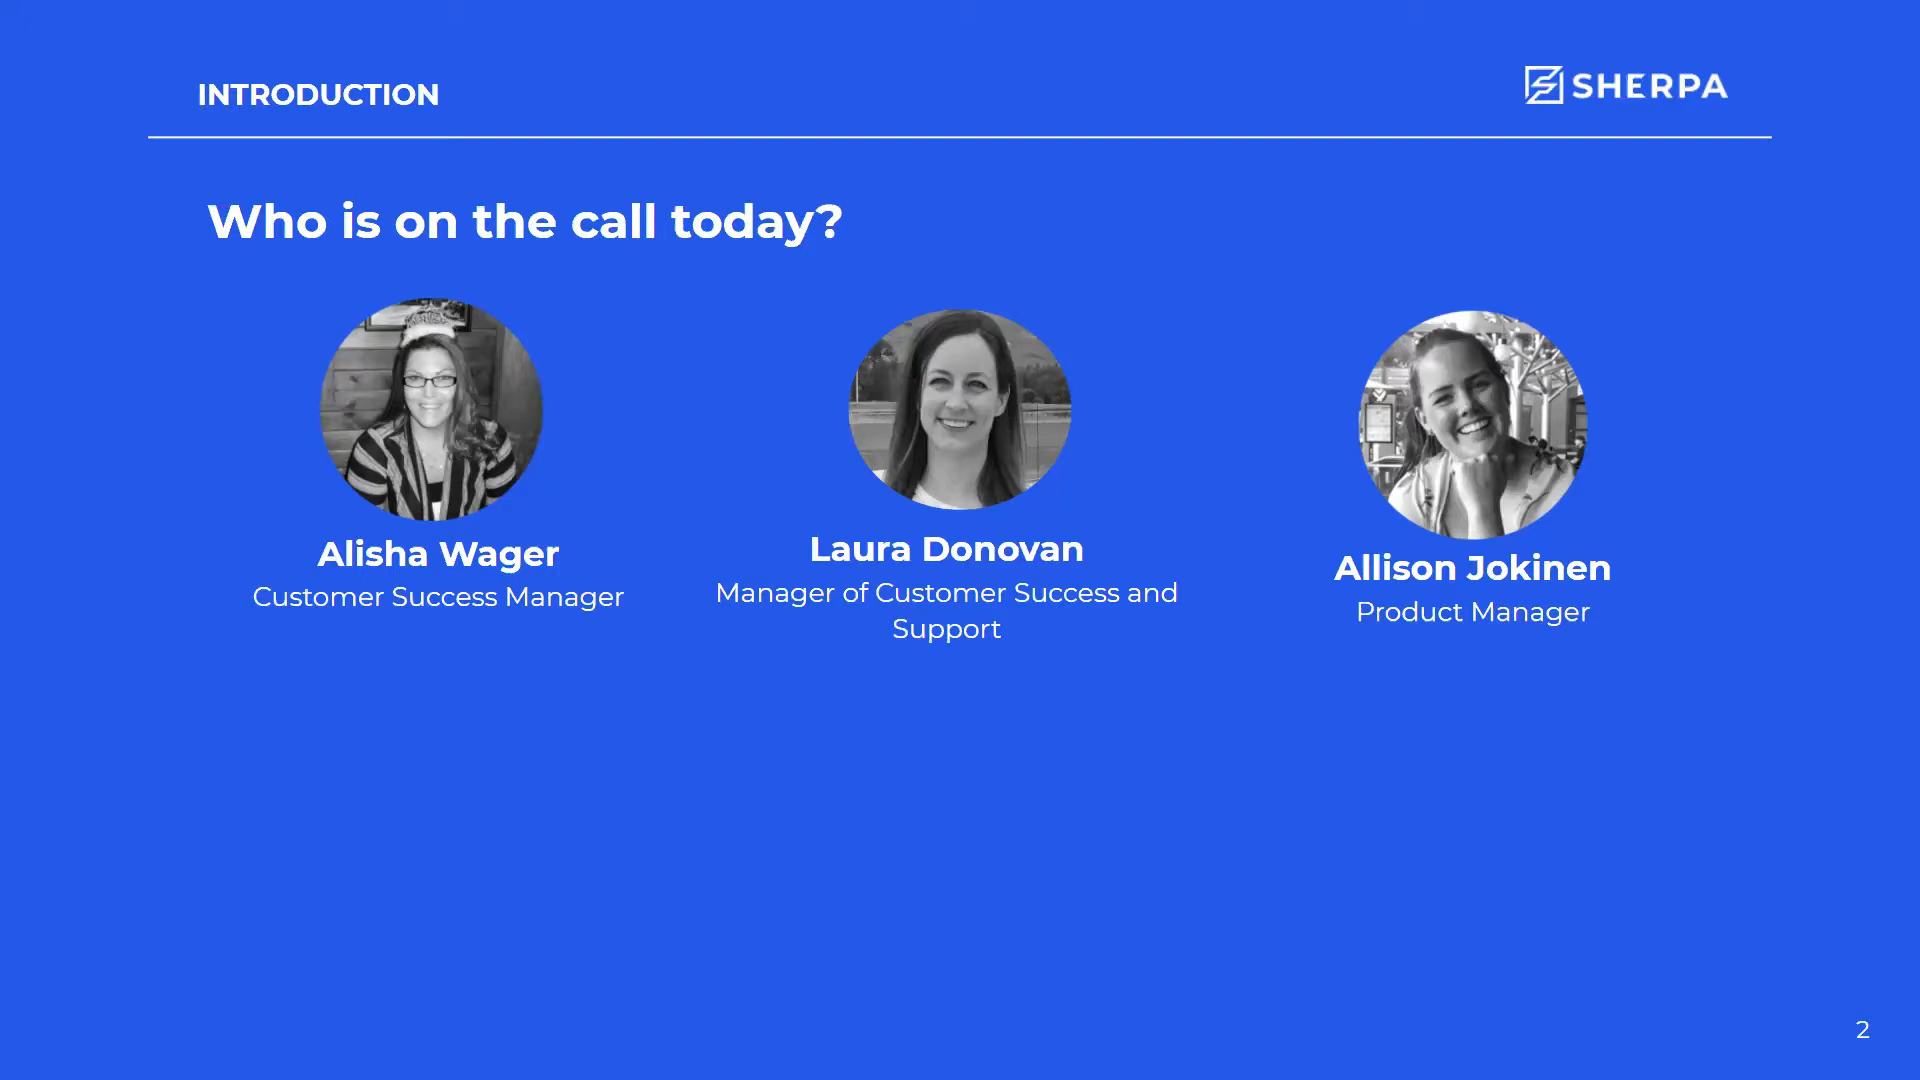 INTRODUCTION
SHERPA
Who is on the call today?
Alisha Wager
Customer Success Manager
Laura Donovan
Manager of Customer Success and
Support
Allison Jokinen
Product Manager
2